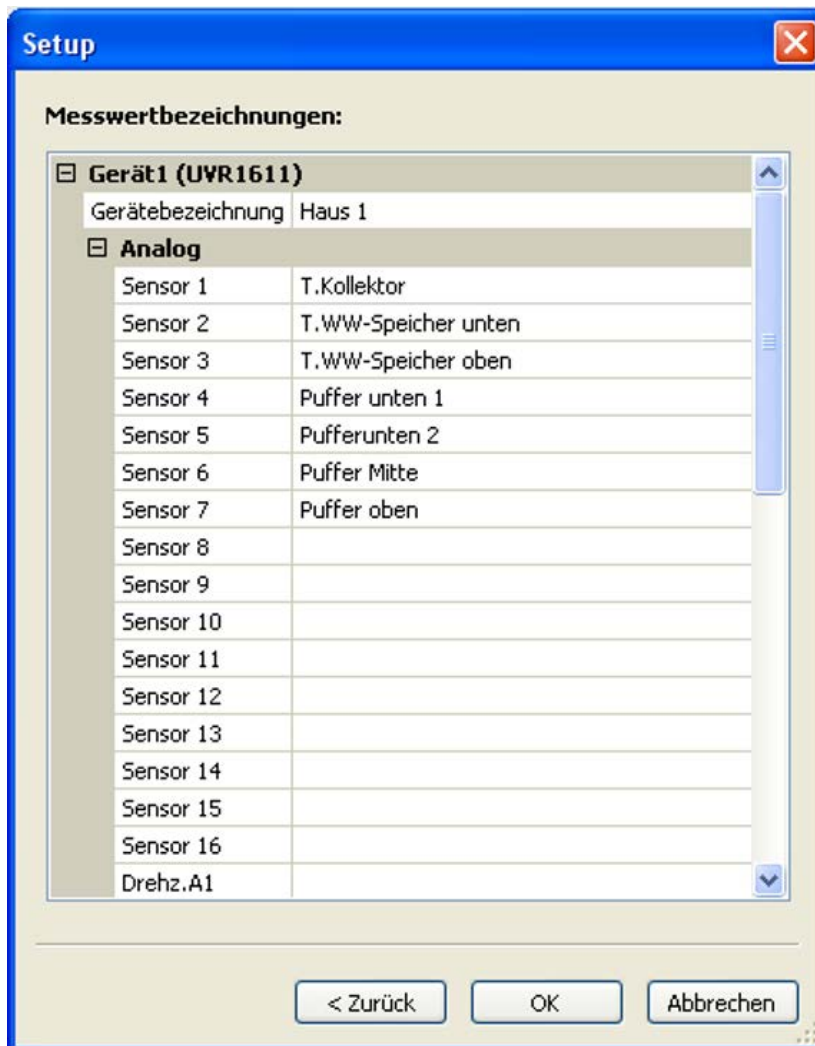 Setup
Messwertbezeichnungen:
Gerät1 (UVR1611)
Gerätebezeichnung Haus 1
Analog
Sensor 1 T.Kollektor
Sensor 2 T.WW-Speicher unten
Sensor 3 T.WW-Speicher oben
Sensor 4 Puffer unten 1
Sensor 5 Pufferunten 2
Sensor 6 Puffer Mitte
Sensor 7 Puffer oben
Sensor 8
Sensor 9
Sensor 10
Sensor 11
Sensor 12
Sensor 13
Sensor 14
Sensor 15
Sensor 16
Drehz.A1
< Zurück OK Abbrechen